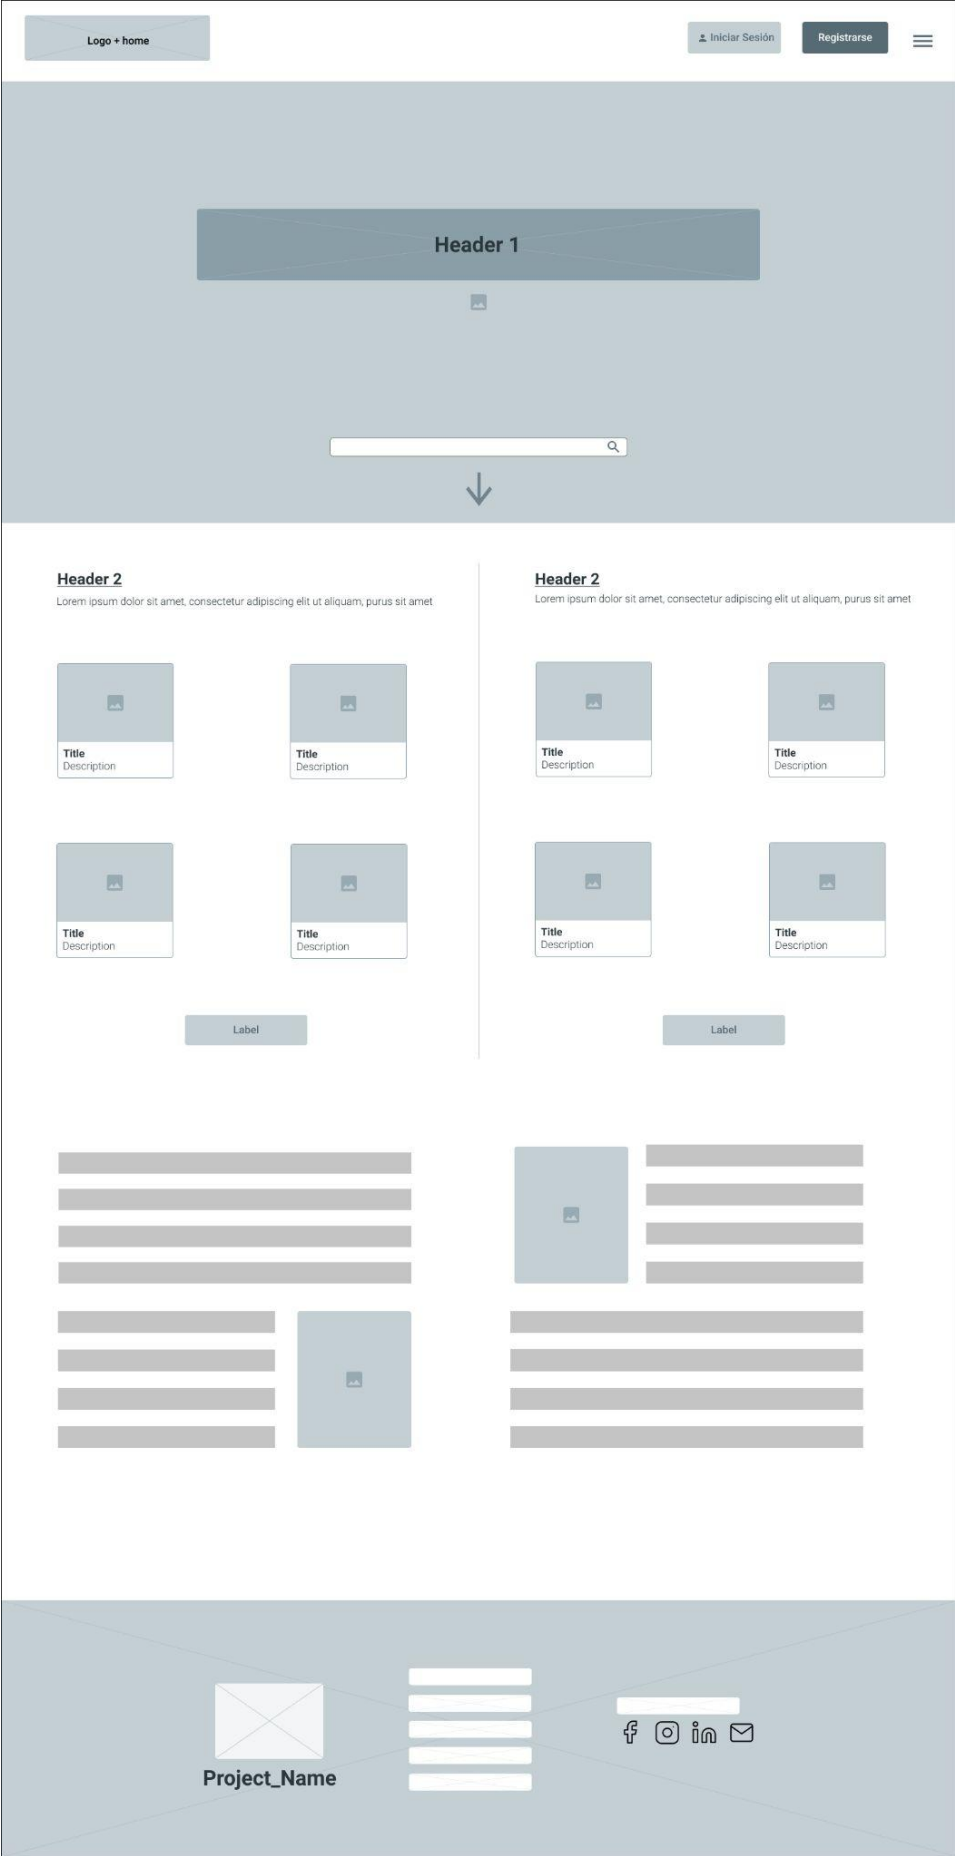 Logo + home
Iniciar Sesión
Registrarse
Header 1
Header 2
Lorem ipsum dolor sit amet, consectetur adipiscing elit ut aliquam, purus sit amet
Title
Description
Title
Description
Title
Description
Title
Description
Label
Header 2
Lorem ipsum dolor sit amet, consectetur adipiscing elit ut aliquam, purus sit amet
Title
Description
Title
Description
Title
Description
Title
Description
Label
Project_Name